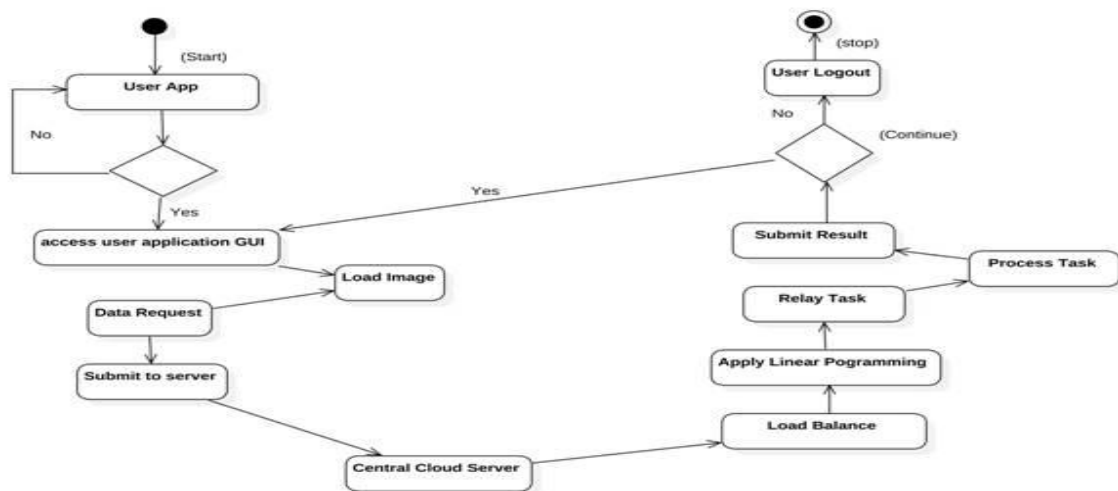 (Start)
User App
No
Yes
access user application GUI
Load Image
Data Request
Submit to server
Central Cloud Server
Load Balance
Apply Linear Pogramming
Relay Task
Process Task
Submit Result
(Continue)
Yes
No
User Logout
(stop)